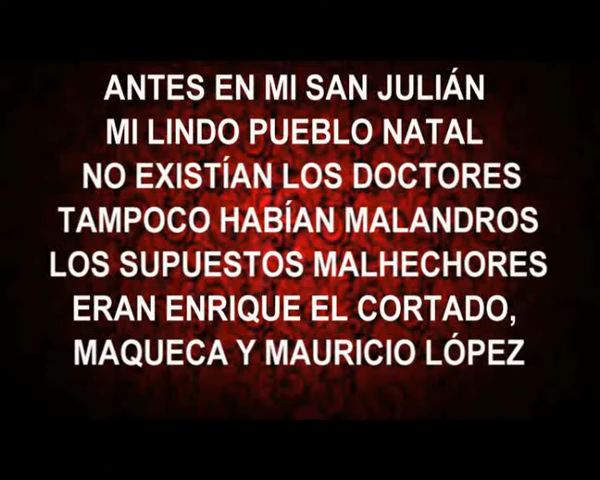 ANTES EN MI SAN JULIÁN
MI LINDO PUEBLO NATAL
NO EXISTÍAN LOS DOCTORES
TAMPOCO HABÍAN MALANDROS
LOS SUPUESTOS MALHECHORES
ERAN ENRIQUE EL CORTADO,
MAQUECA Y MAURICIO LÓPEZ